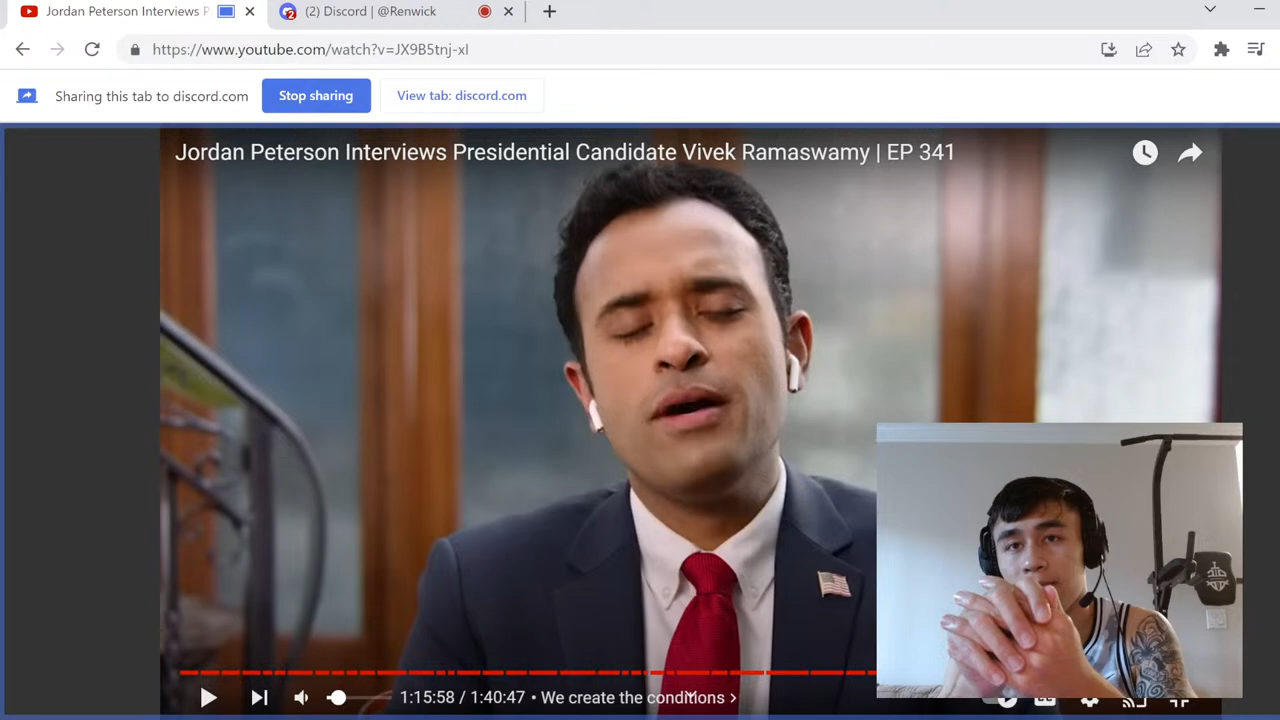 Jordan Peterson Interviews P
(2) Discord | @Renwick
https://www.youtube.com/watch?v=JX9B5tnj-xI
Sharing this tab to discord.com
Stop sharing
View tab: discord.com
Jordan Peterson Interviews Presidential Candidate Vivek Ramaswamy | EP 341
1:15:58 / 1:40:47 • We create the conditions >